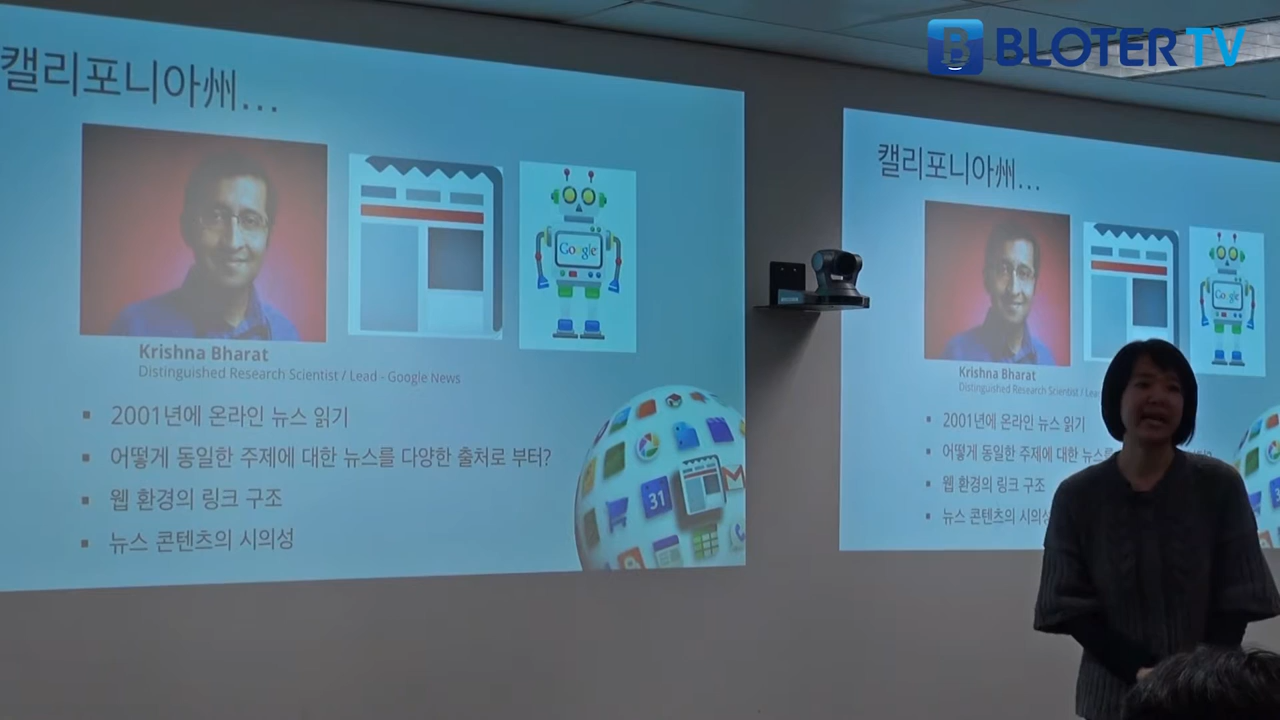 BLOTER TV
캘리포니아州...
Google
Krishna Bharat
Distinguished Research Scientist / Lead - Google News
▪ 2001년에 온라인 뉴스 읽기
▪ 어떻게 동일한 주제에 대한 뉴스를 다양한 출처로 부터?
▪ 웹 환경의 링크 구조
▪ 뉴스 콘텐츠의 시의성
31
캘리포니아州...
Google
Krishna Bharat
Distinguished Research Scientist /
▪ 2001년에 온라인 뉴스 읽기
▪ 어떻게 동일한 주제에 대한 뉴스
▪ 웹 환경의 링크 구조
▪ 뉴스 콘텐츠의